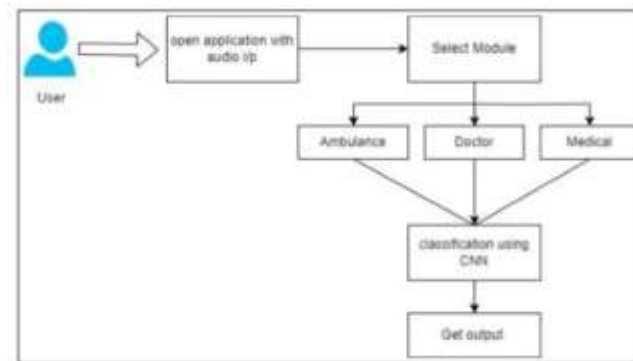 User
open application with
audio i/p
Select Module
Ambulance
Doctor
Medical
classification using
CNN
Get output